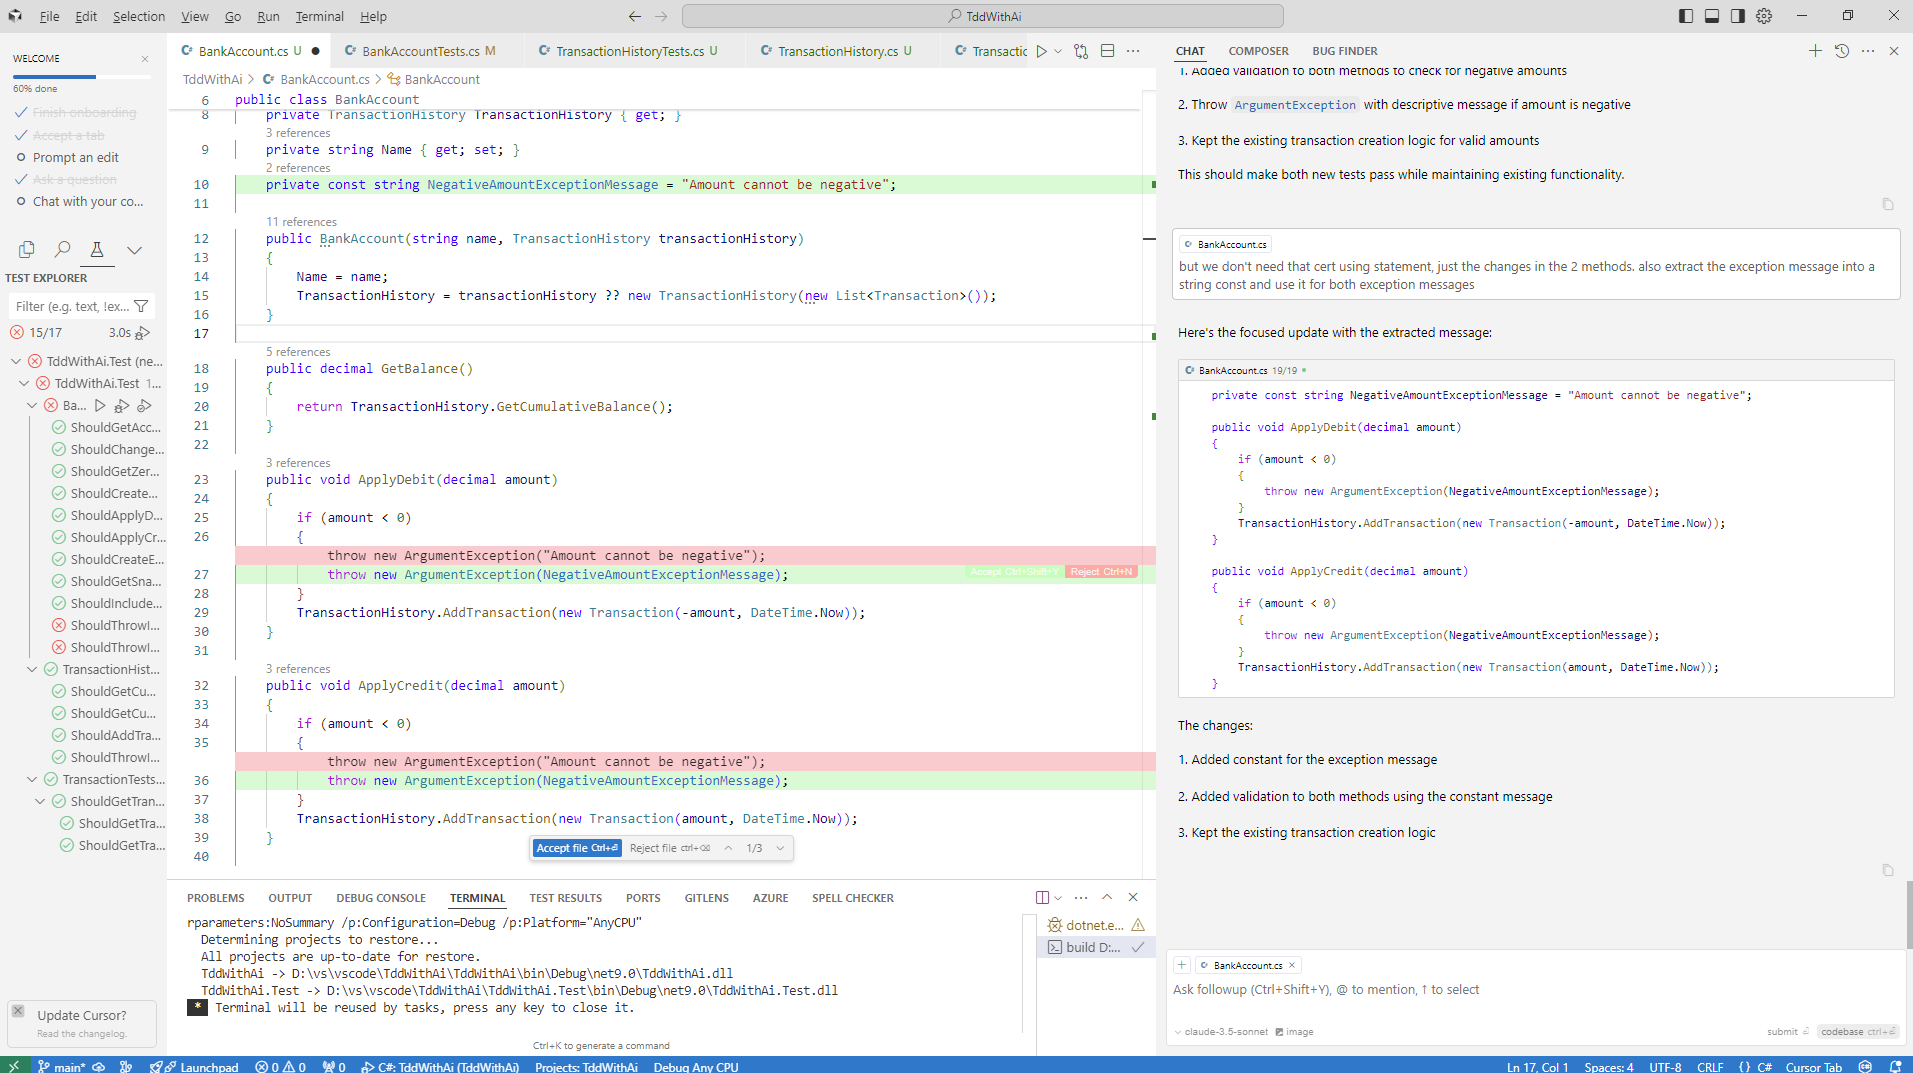 File Edit Selection View Go Run Terminal Help
TddWithAi
WELCOME
60% done
Finish onboarding
Accept a tab
Prompt an edit
Ask a question
Chat with your co...
TEST EXPLORER
Filter (e.g. text, !ex...
15/17 3.0s
TddWithAi.Test (ne...
TddWithAi.Test 1...
Ba...
ShouldGetAcc...
ShouldChange...
ShouldGetZer...
ShouldCreate...
ShouldApplyD...
ShouldApplyCr...
ShouldCreateE...
ShouldGetSna...
ShouldInclude...
ShouldThrowI...
ShouldThrowI...
TransactionHist...
ShouldGetCu...
ShouldGetCu...
ShouldAddTra...
ShouldThrowI...
TransactionTests...
ShouldGetTran...
ShouldGetTra...
ShouldGetTra...
Update Cursor?
Read the changelog.
BankAccount.cs U BankAccountTests.cs M TransactionHistoryTests.cs U TransactionHistory.cs U Transactic
TddWithAi > BankAccount.cs > BankAccount
6 public class BankAccount
8 private TransactionHistory TransactionHistory { get; }
3 references
9 private string Name { get; set; }
2 references
10 private const string NegativeAmountExceptionMessage = "Amount cannot be negative";
11
11 references
12 public BankAccount(string name, TransactionHistory transactionHistory)
13 {
14 Name = name;
15 TransactionHistory = transactionHistory ?? new TransactionHistory(new List<Transaction>());
16 }
17
5 references
18 public decimal GetBalance()
19 {
20 return TransactionHistory.GetCumulativeBalance();
21 }
22
3 references
23 public void ApplyDebit(decimal amount)
24 {
25 if (amount < 0)
26 {
throw new ArgumentException("Amount cannot be negative");
27 throw new ArgumentException(NegativeAmountExceptionMessage); Accept Ctrl+Shift+Y Reject Ctrl+N
28 }
29 TransactionHistory.AddTransaction(new Transaction(-amount, DateTime.Now));
30 }
31
3 references
32 public void ApplyCredit(decimal amount)
33 {
34 if (amount < 0)
35 {
throw new ArgumentException("Amount cannot be negative");
36 throw new ArgumentException(NegativeAmountExceptionMessage);
37 }
38 TransactionHistory.AddTransaction(new Transaction(amount, DateTime.Now));
39 }
40
Accept file Ctrl+⏎ Reject file ctrl+⌫ 1/3
PROBLEMS OUTPUT DEBUG CONSOLE TERMINAL TEST RESULTS PORTS GITLENS AZURE SPELL CHECKER
rparameters:NoSummary /p:Configuration=Debug /p:Platform="AnyCPU"
Determining projects to restore...
All projects are up-to-date for restore.
TddWithAi -> D:\vs\vscode\TddWithAi\TddWithAi\bin\Debug\net9.0\TddWithAi.dll
TddWithAi.Test -> D:\vs\vscode\TddWithAi\TddWithAi.Test\bin\Debug\net9.0\TddWithAi.Test.dll
* Terminal will be reused by tasks, press any key to close it.
Ctrl+K to generate a command
dotnet.e...
build D:...
CHAT COMPOSER BUG FINDER
1. Added validation to both methods to check for negative amounts
2. Throw ArgumentException with descriptive message if amount is negative
3. Kept the existing transaction creation logic for valid amounts
This should make both new tests pass while maintaining existing functionality.
BankAccount.cs
but we don't need that cert using statement, just the changes in the 2 methods. also extract the exception message into a
string const and use it for both exception messages
Here's the focused update with the extracted message:
BankAccount.cs 19/19
private const string NegativeAmountExceptionMessage = "Amount cannot be negative";
public void ApplyDebit(decimal amount)
{
if (amount < 0)
{
throw new ArgumentException(NegativeAmountExceptionMessage);
}
TransactionHistory.AddTransaction(new Transaction(-amount, DateTime.Now));
}
public void ApplyCredit(decimal amount)
{
if (amount < 0)
{
throw new ArgumentException(NegativeAmountExceptionMessage);
}
TransactionHistory.AddTransaction(new Transaction(amount, DateTime.Now));
}
The changes:
1. Added constant for the exception message
2. Added validation to both methods using the constant message
3. Kept the existing transaction creation logic
+ BankAccount.cs ×
Ask followup (Ctrl+Shift+Y), @ to mention, ↑ to select
claude-3.5-sonnet image submit ⏎ codebase ctrl+⏎
main* Launchpad 0 0 0 C#: TddWithAi (TddWithAi) Projects: TddWithAi Debug Any CPU Ln 17, Col 1 Spaces: 4 UTF-8 CRLF {} C# Cursor Tab